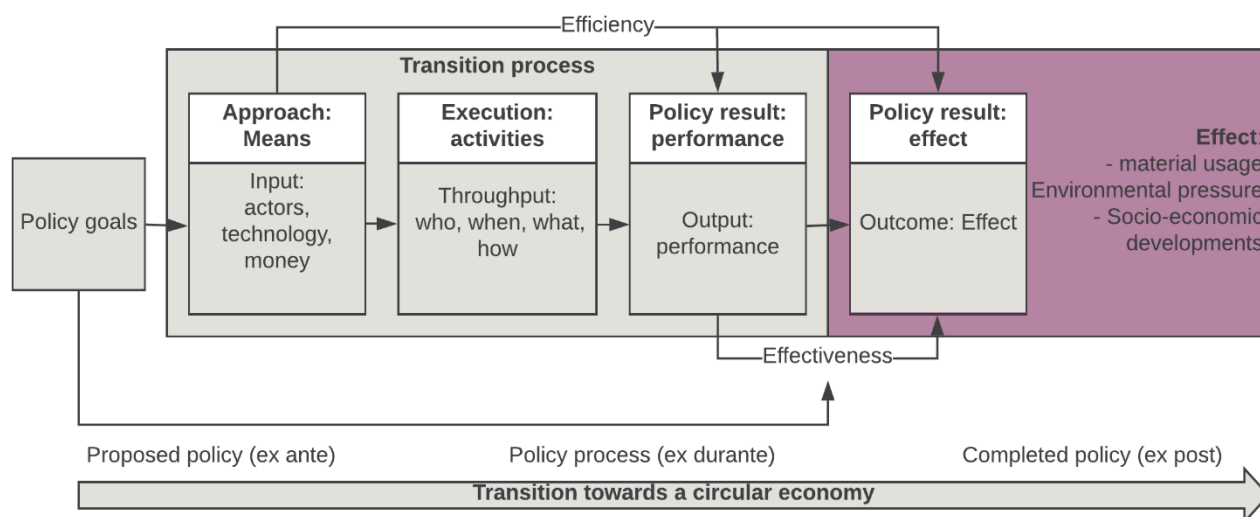 Efficiency
Transition process
Approach:
Means
Input:
actors,
technology,
money
Execution:
activities
Throughput:
who, when, what,
how
Policy result:
performance
Output:
performance
Policy result:
effect
Outcome: Effect
Effect:
- material usage
Environmental pressure
- Socio-economic
developments
Policy goals
Effectiveness
Proposed policy (ex ante)
Policy process (ex durante)
Completed policy (ex post)
Transition towards a circular economy